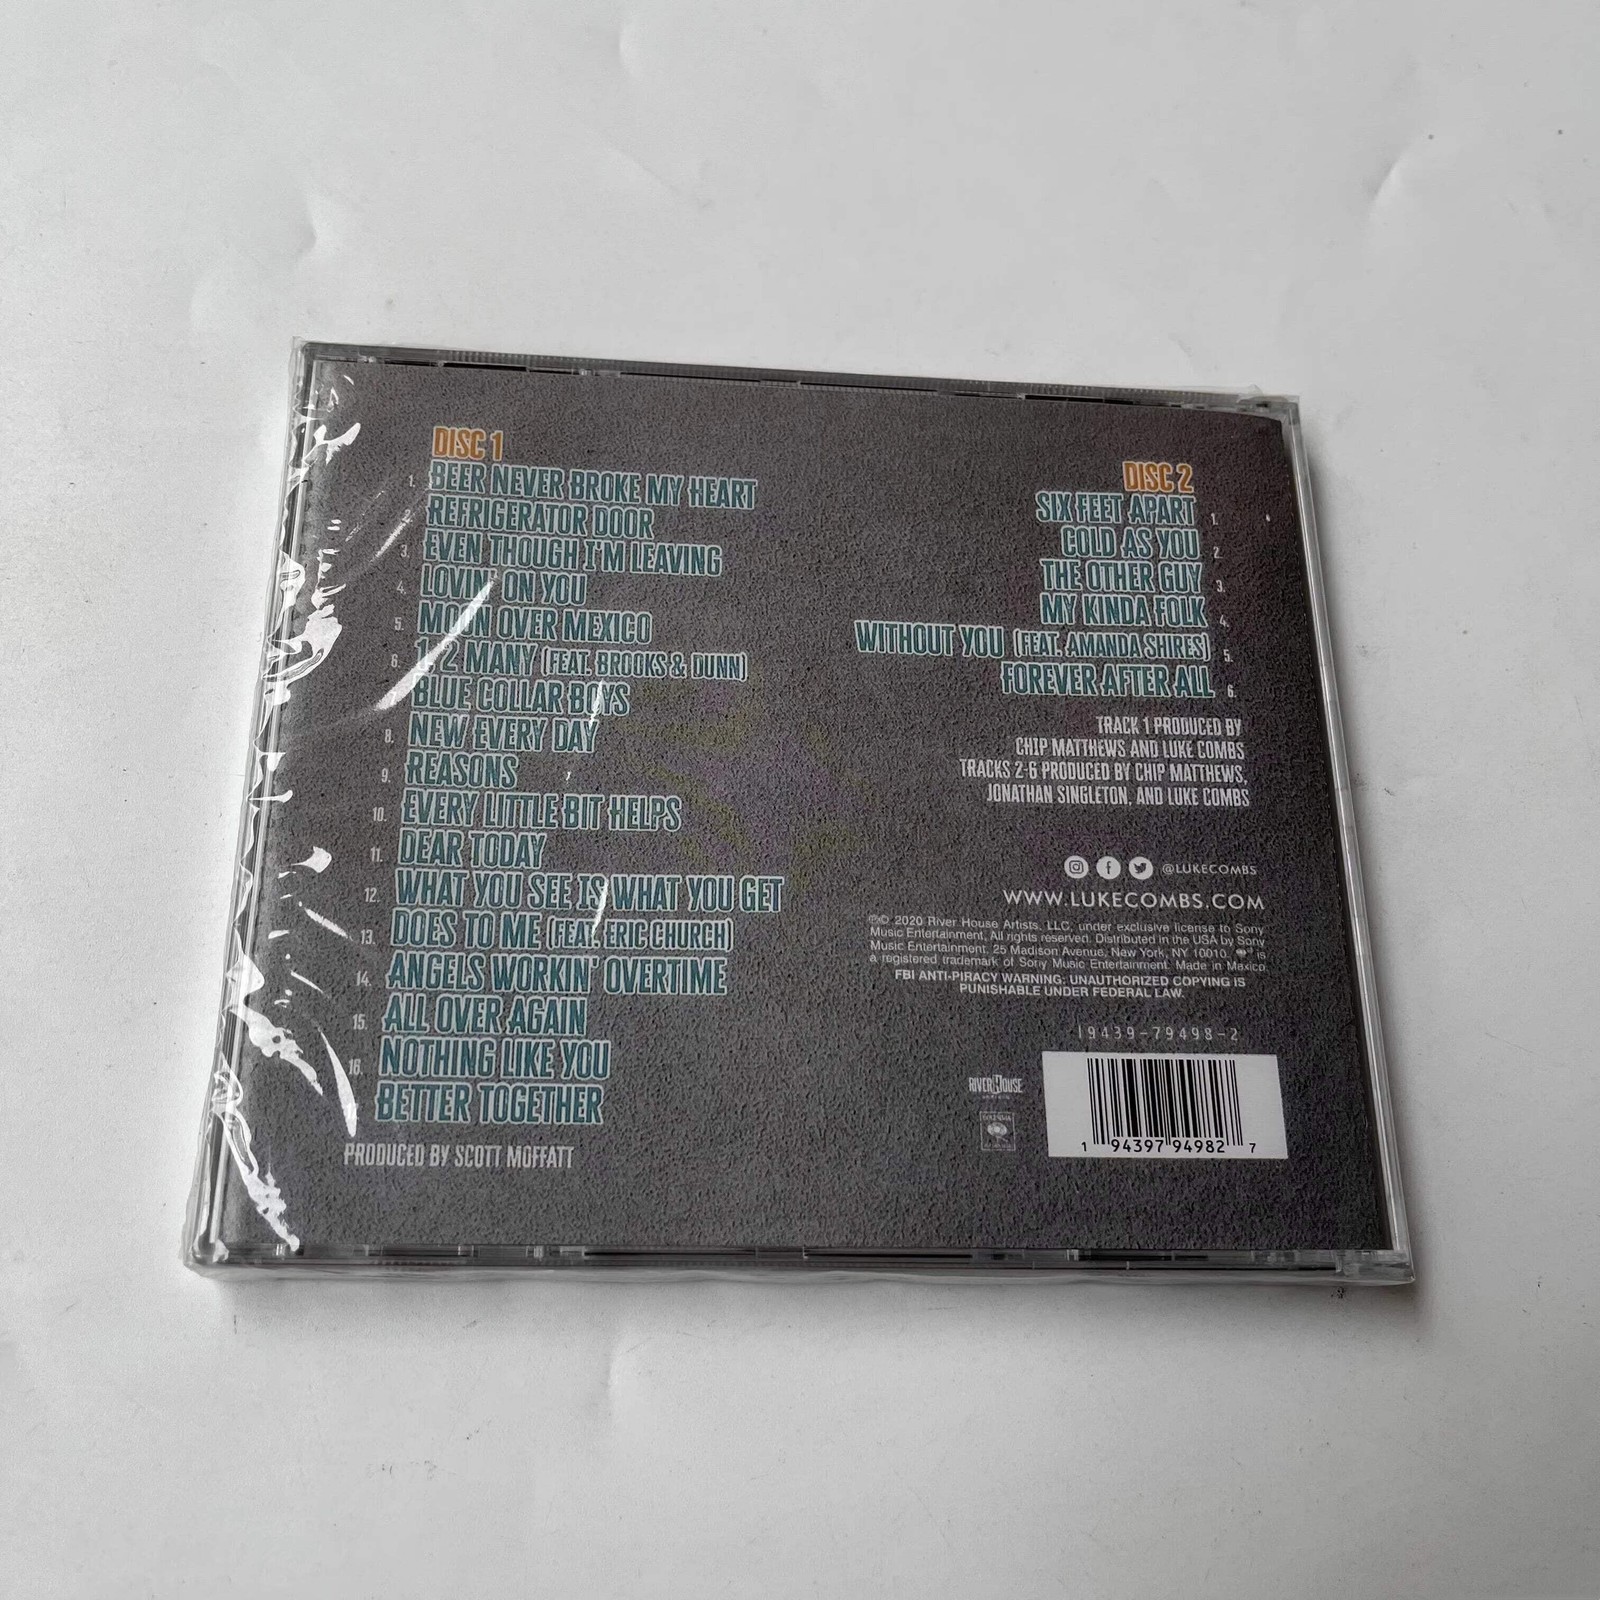 DISC 1
1. BEER NEVER BROKE MY HEART
2. REFRIGERATOR DOOR
3. EVEN THOUGH I'M LEAVING
4. LOVIN' ON YOU
5. MOON OVER MEXICO
6. 1, 2 MANY (FEAT. BROOKS & DUNN)
BLUE COLLAR BOYS
8. NEW EVERY DAY
9. REASONS
10. EVERY LITTLE BIT HELPS
11. DEAR TODAY
12. WHAT YOU SEE IS WHAT YOU GET
13. DOES TO ME (FEAT. ERIC CHURCH)
14. ANGELS WORKIN' OVERTIME
15. ALL OVER AGAIN
16. NOTHING LIKE YOU
BETTER TOGETHER
PRODUCED BY SCOTT MOFFATT
DISC 2
SIX FEET APART 1.
COLD AS YOU 2.
THE OTHER GUY 3.
MY KINDA FOLK 4.
WITHOUT YOU (FEAT. AMANDA SHIRES) 5.
FOREVER AFTER ALL 6.
TRACK 1 PRODUCED BY
CHIP MATTHEWS AND LUKE COMBS
TRACKS 2-6 PRODUCED BY CHIP MATTHEWS,
JONATHAN SINGLETON, AND LUKE COMBS
@LUKECOMBS
WWW.LUKECOMBS.COM
℗© 2020 River House Artists, LLC, under exclusive license to Sony
Music Entertainment. All rights reserved. Distributed in the USA by Sony
Music Entertainment. 25 Madison Avenue, New York, NY 10010. is
a registered trademark of Sony Music Entertainment. Made in Mexico
FBI ANTI-PIRACY WARNING: UNAUTHORIZED COPYING IS
PUNISHABLE UNDER FEDERAL LAW.
19439-79498-2
RIVER HOUSE
COLUMBIA
1 94397 94982 7